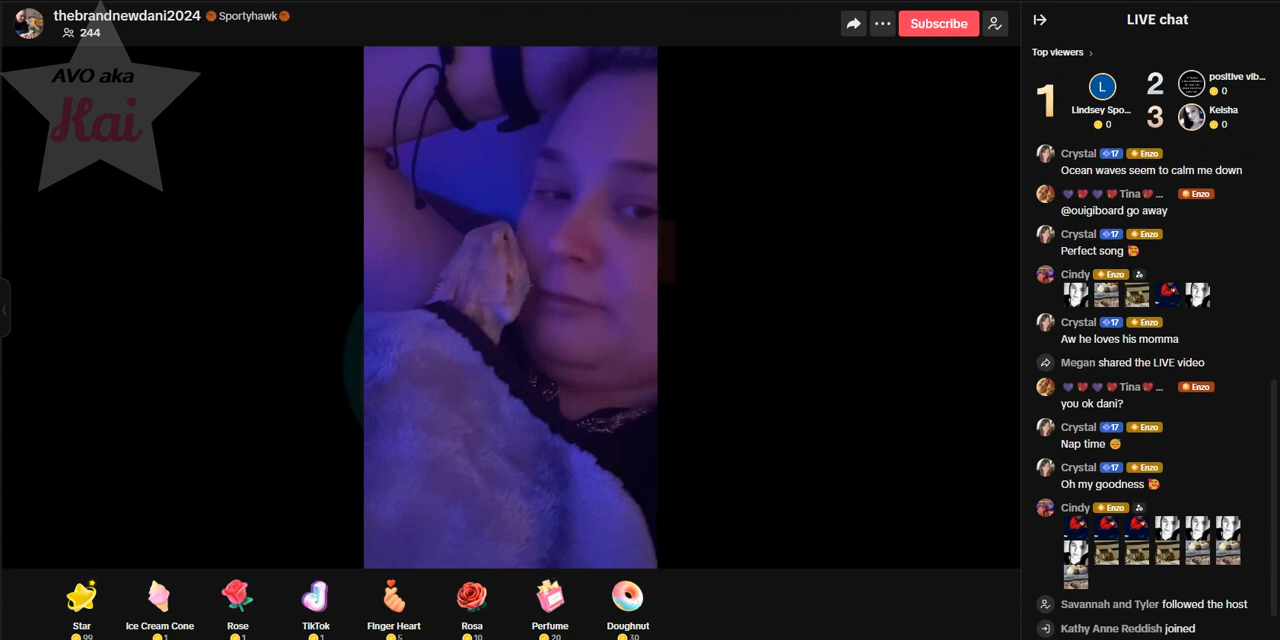 thebrandnewdani2024 🏀 Sportyhawk 🏀
244
Subscribe
LIVE chat
AVO aka
Kai
Top viewers
1
L
Lindsey Spo...
0
2
positive vib...
0
3
Keisha
0
Crystal 17 Enzo
Ocean waves seem to calm me down
Tina ... Enzo
@ouigiboard go away
Crystal 17 Enzo
Perfect song 🥰
Cindy Enzo
Crystal 17 Enzo
Aw he loves his momma
Megan shared the LIVE video
Tina ... Enzo
you ok dani?
Crystal 17 Enzo
Nap time 😴
Crystal 17 Enzo
Oh my goodness 🥰
Cindy Enzo
Savannah and Tyler followed the host
Kathy Anne Reddish joined
Star
99
Ice Cream Cone
1
Rose
1
TikTok
1
Finger Heart
5
Rosa
10
Perfume
20
Doughnut
30